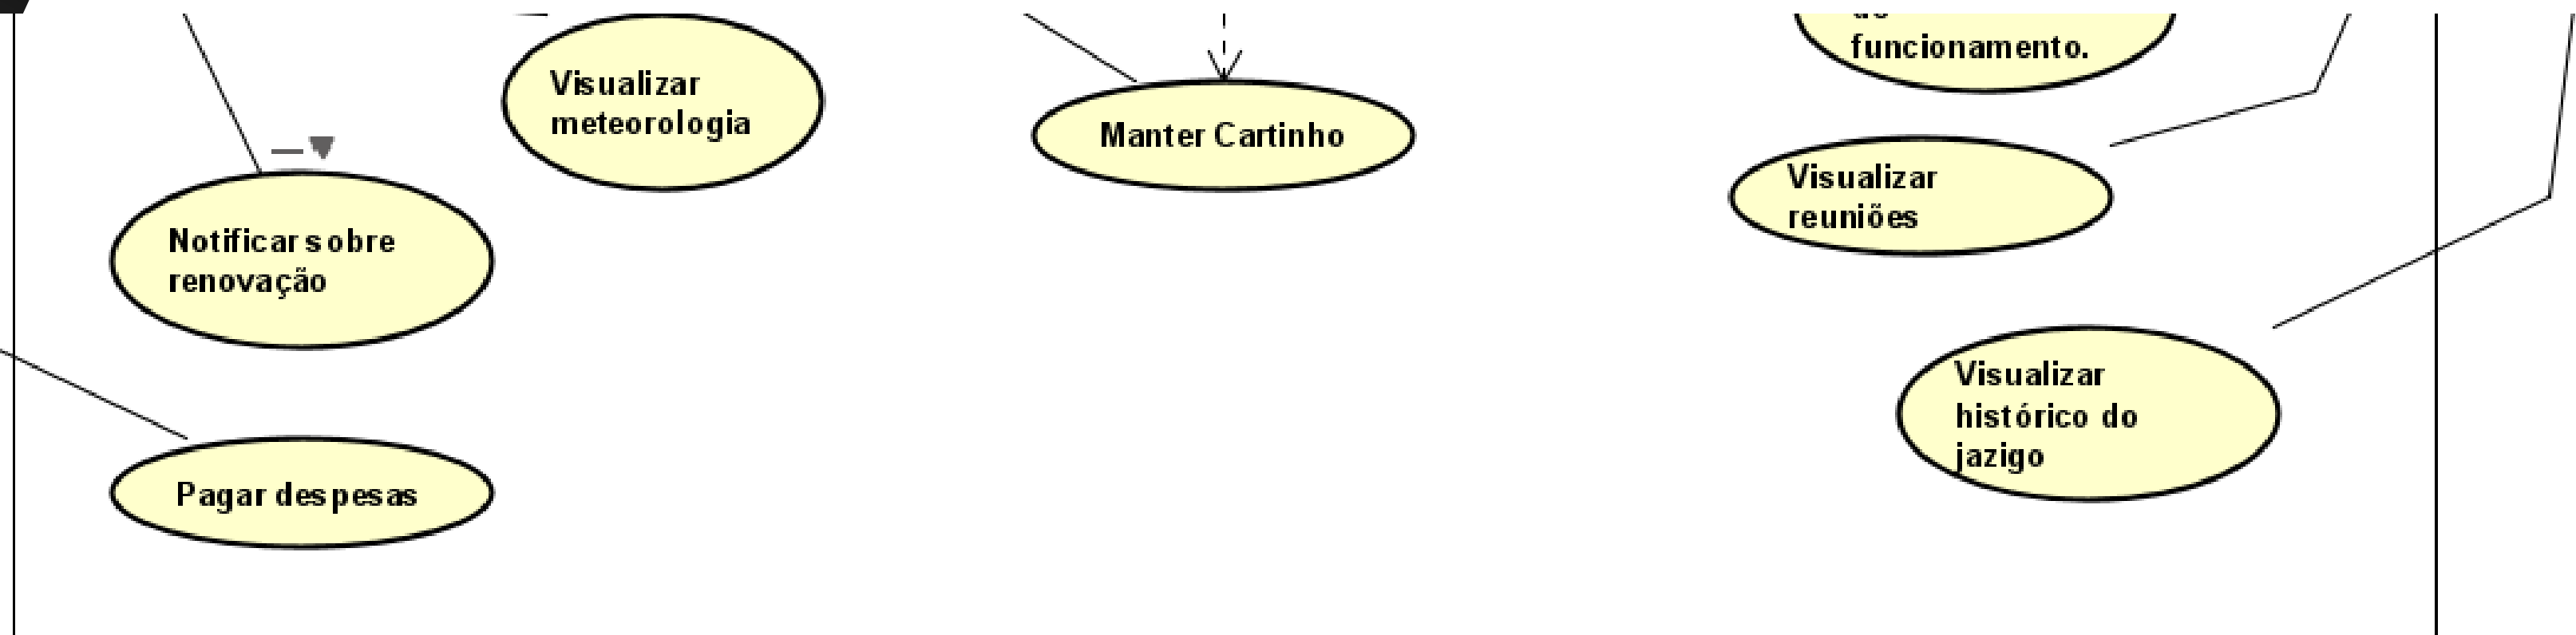 funcionamento.
Visualizar
meteorologia
Manter Cartinho
Visualizar
reuniões
Notificar sobre
renovação
Visualizar
histórico do
jazigo
Pagar despesas